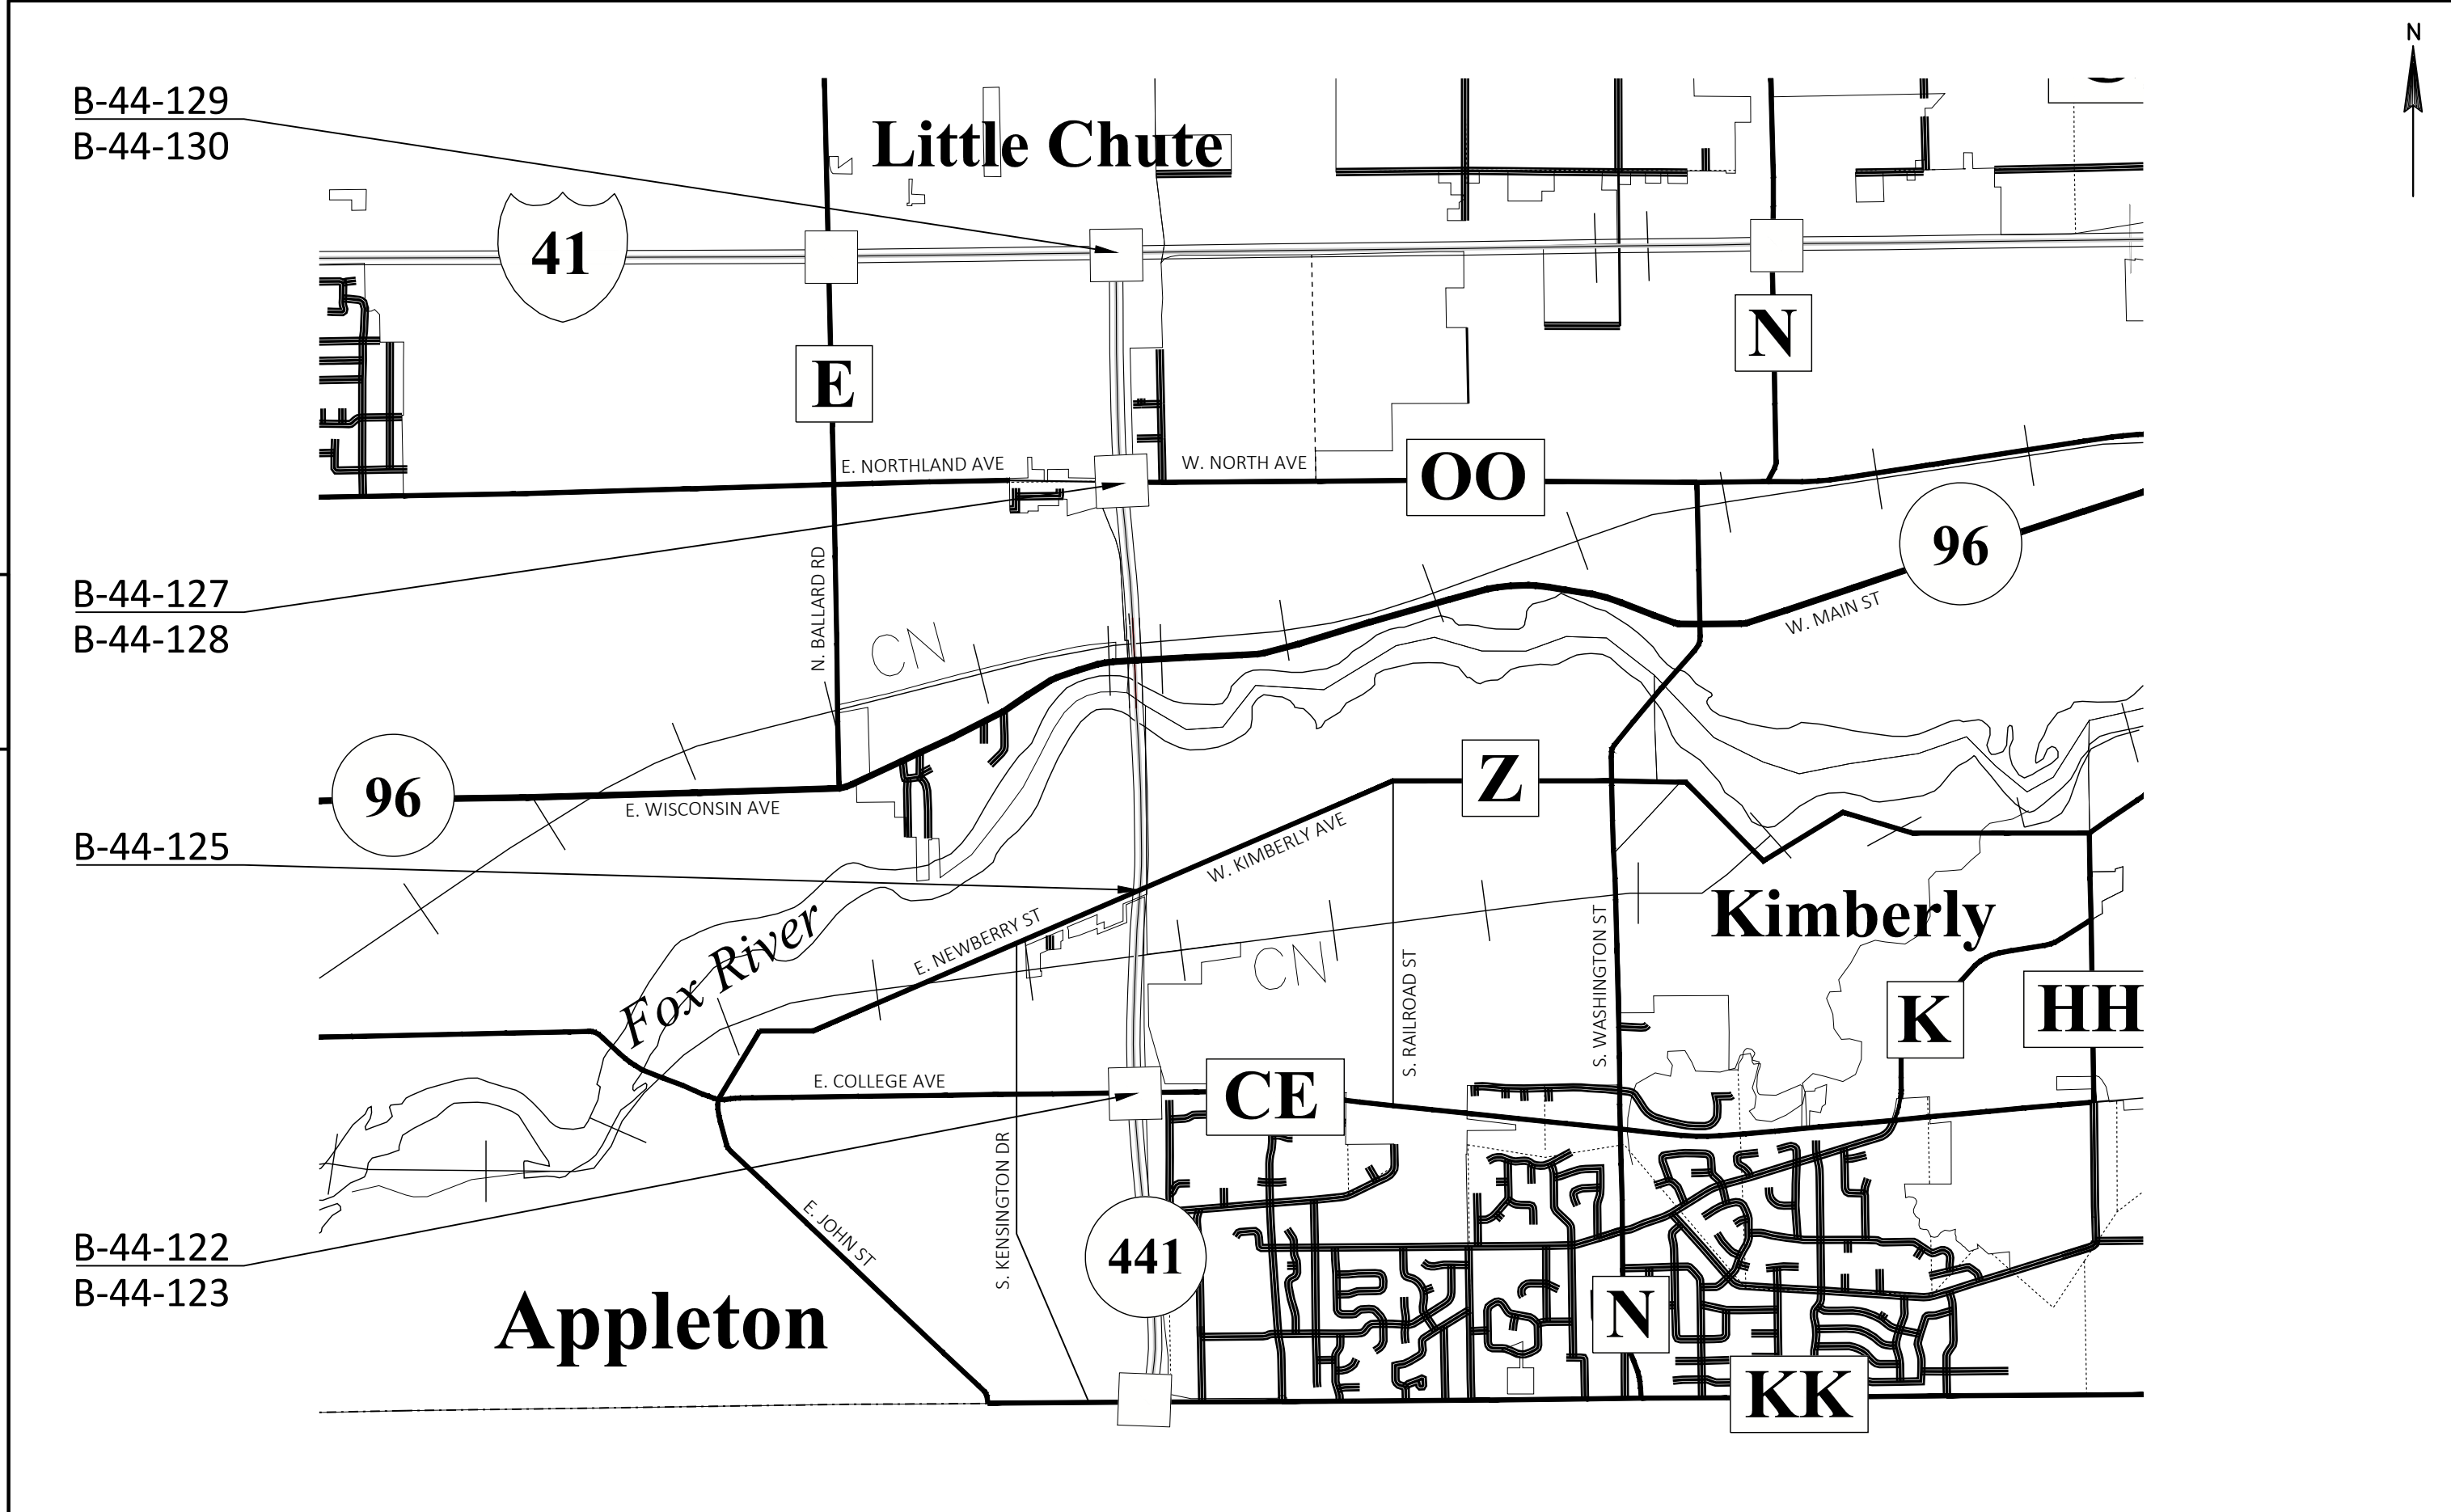 N
B-44-129
B-44-130
Little Chute
41
E
N
E. NORTHLAND AVE
W. NORTH AVE
OO
96
B-44-127
B-44-128
N. BALLARD RD
CN
W. MAIN ST
Z
96
E. WISCONSIN AVE
B-44-125
W. KIMBERLY AVE
Kimberly
Fox River
E. NEWBERRY ST
CN
S. RAILROAD ST
S. WASHINGTON ST
K
HH
E. COLLEGE AVE
CE
S. KENSINGTON DR
E. JOHN ST
B-44-122
B-44-123
441
Appleton
N
KK